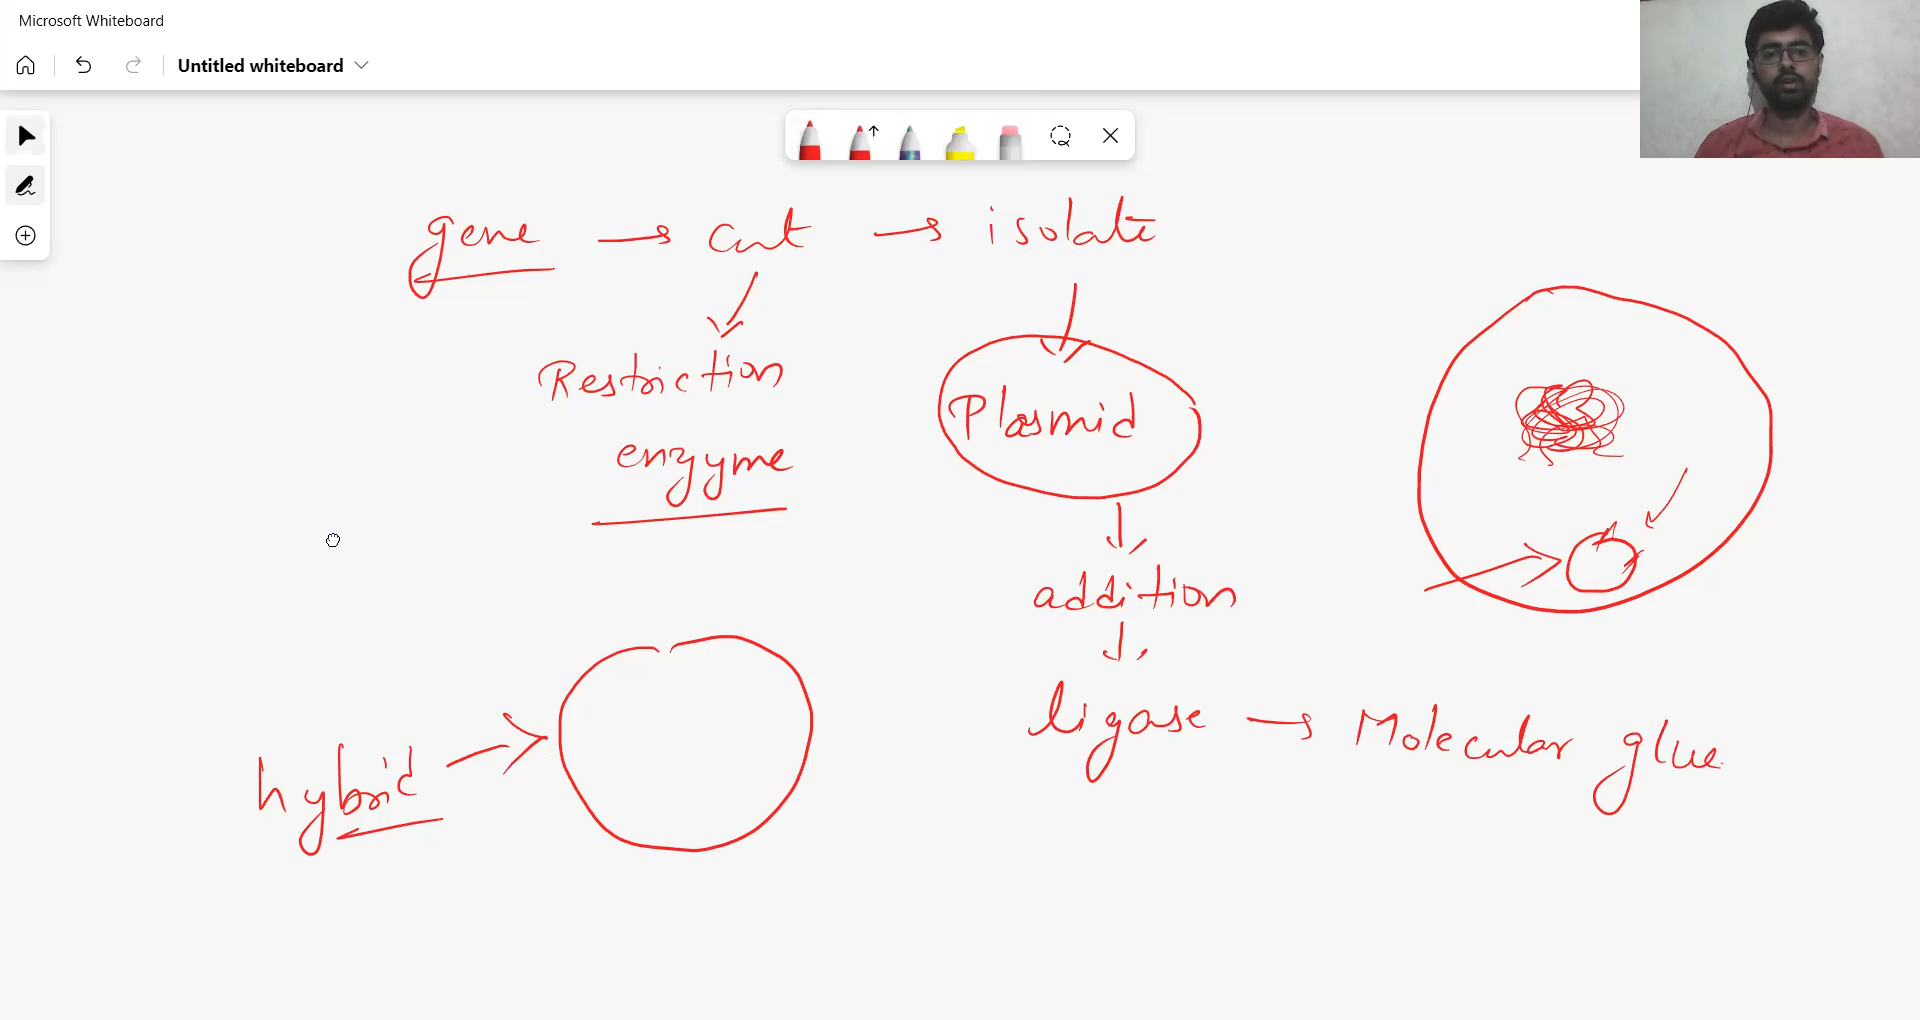 Microsoft Whiteboard
Untitled whiteboard
gene → cut → isolate
Restriction
enzyme
Plasmid
addition
ligase → Molecular glue
hybrid